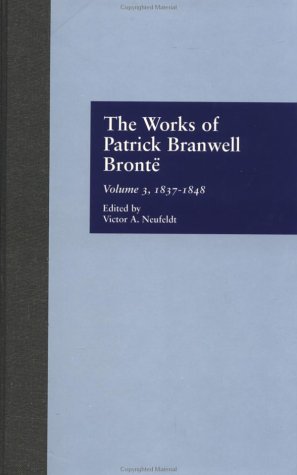 The Works of
Patrick Branwell
Brontë
Volume 3, 1837-1848
Edited by
Victor A. Neufeldt